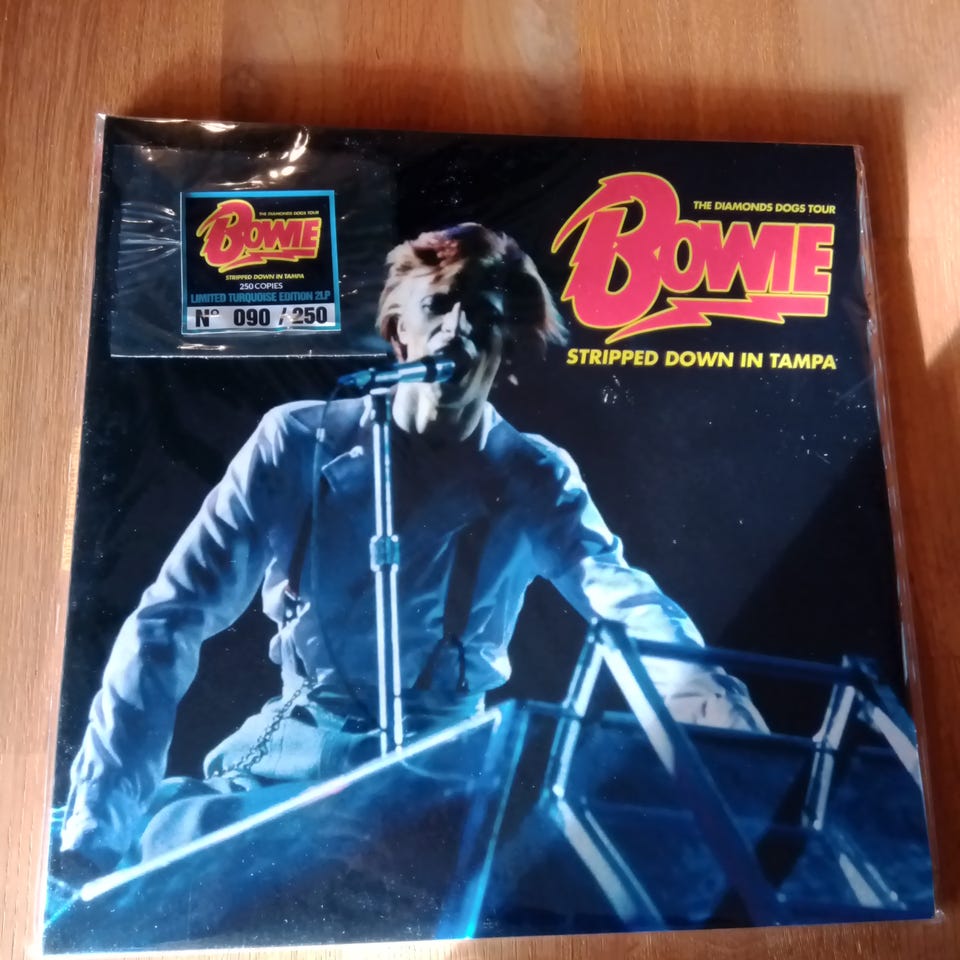 THE DIAMONDS DOGS TOUR
BOWIE
STRIPPED DOWN IN TAMPA
250 COPIES
LIMITED TURQUOISE EDITION 2LP
Nº 090 / 250
THE DIAMONDS DOGS TOUR
BOWIE
STRIPPED DOWN IN TAMPA